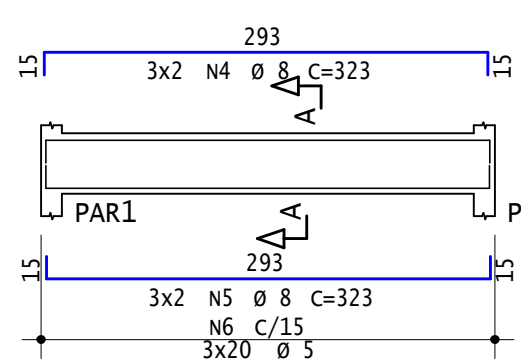 293
15 15
3x2 N4 Ø 8 C=323
A
PAR1 P
A
293
15 15
3x2 N5 Ø 8 C=323
N6 C/15
3x20 Ø 5